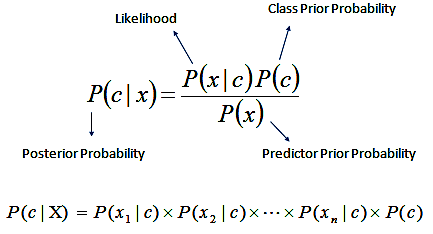 Likelihood
Class Prior Probability
P(c | x) = P(x | c)P(c) / P(x)
Posterior Probability
Predictor Prior Probability
P(c | X) = P(x₁ | c) × P(x₂ | c) × ⋯ × P(xₙ | c) × P(c)